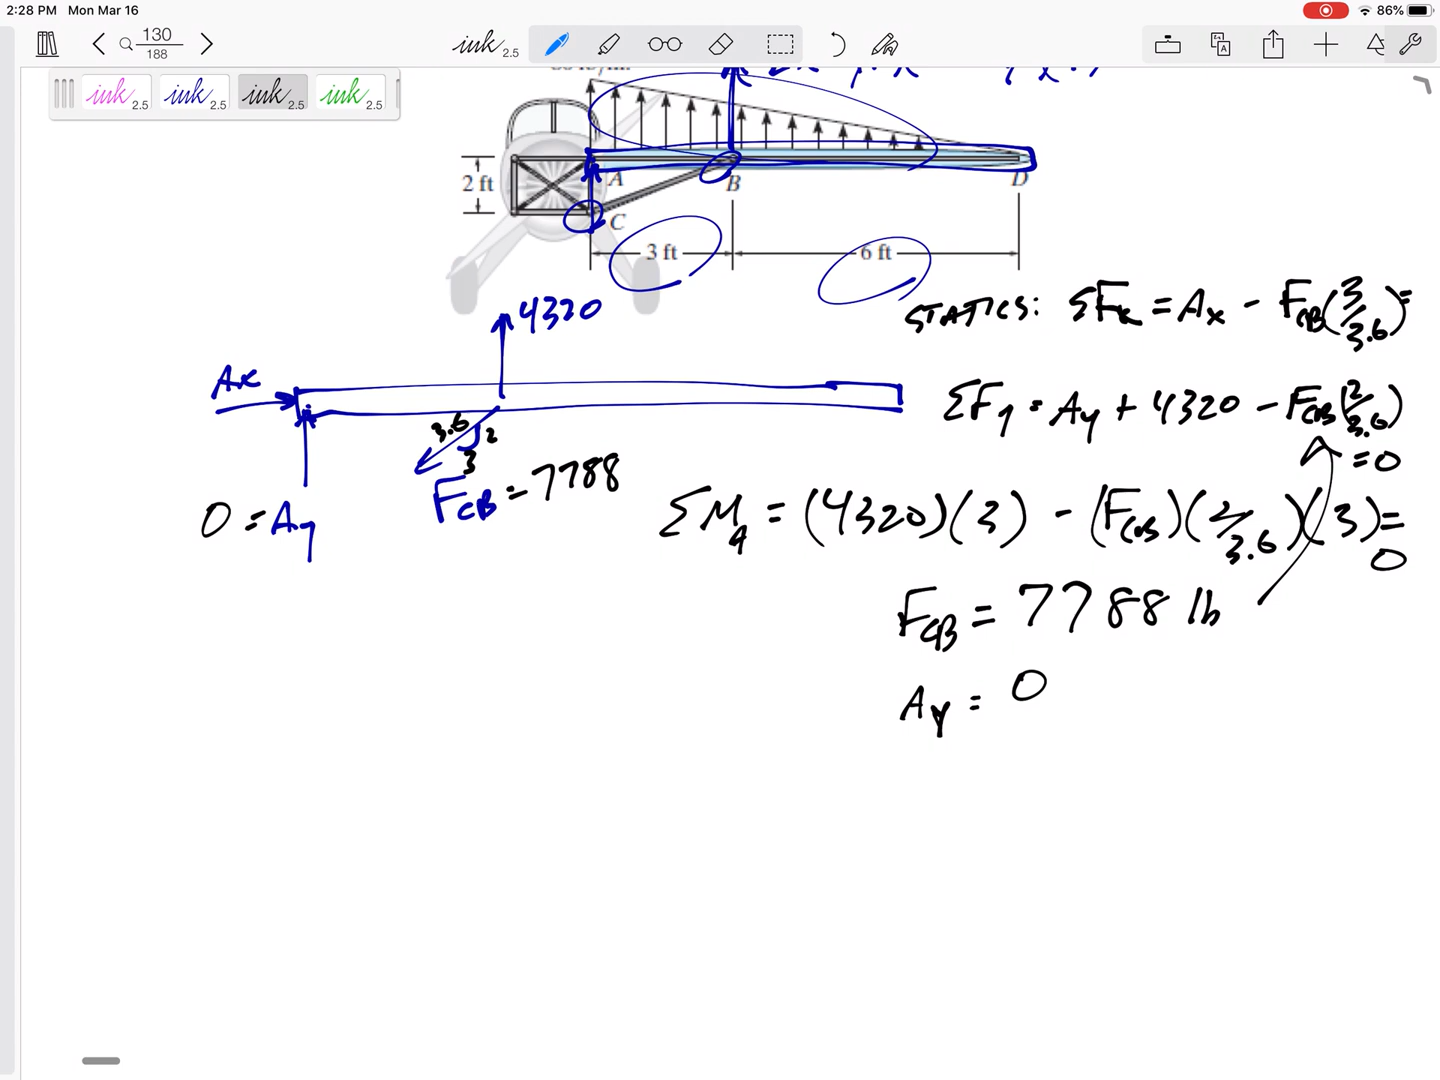 2:28 PM Mon Mar 16
86%
130
188
ink 2.5
ink 2.5
ink 2.5
ink 2.5
ink 2.5
2 ft
A
B
D
C
3 ft
6 ft
4320
STATICS: ΣFx = Ax - FCB(3/3.6)=
Ax
ΣFy = Ay + 4320 - FCB(2/3.6)
= 0
3.6
2
3
FCB = 7788
0 = Ay
ΣMA = (4320)(3) - (FCB)(2/3.6)(3)=
0
FCB = 7788 lb
Ay = 0